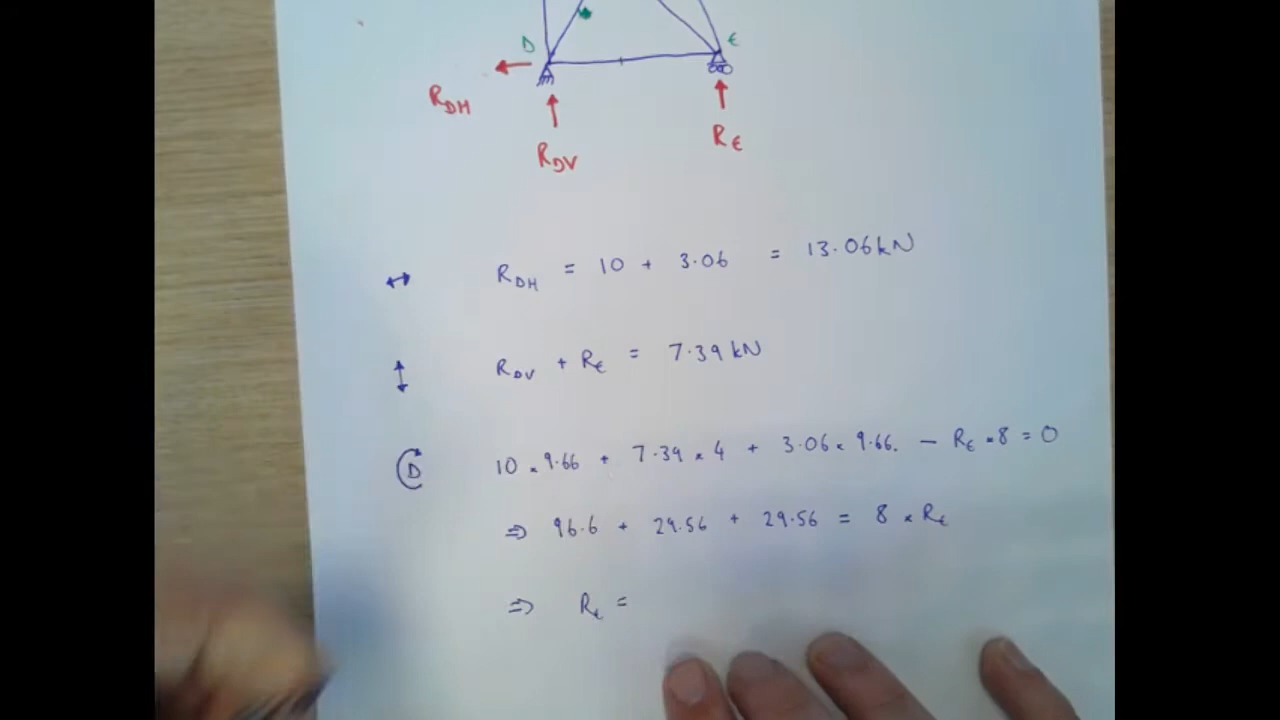 D E
R_DH
R_DV R_E
↔ R_DH = 10 + 3.06 = 13.06 kN
↕ R_DV + R_E = 7.39 kN
D 10 × 9.66 + 7.39 × 4 + 3.06 × 9.66. − R_E × 8 = 0
⇒ 96.6 + 29.56 + 29.56 = 8 × R_E
⇒ R_E =